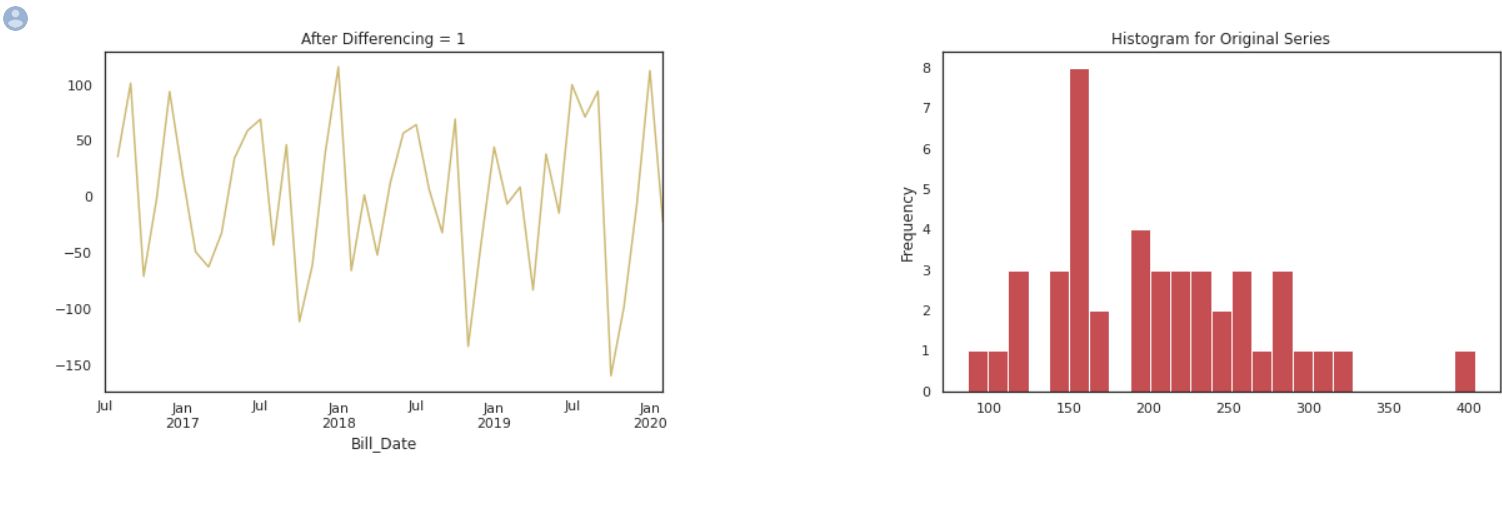 After Differencing = 1
100
50
0
−50
−100
−150
Jul Jan Jul Jan Jul Jan Jul Jan
2017 2018 2019 2020
Bill_Date
Histogram for Original Series
Frequency
8
7
6
5
4
3
2
1
0
100 150 200 250 300 350 400